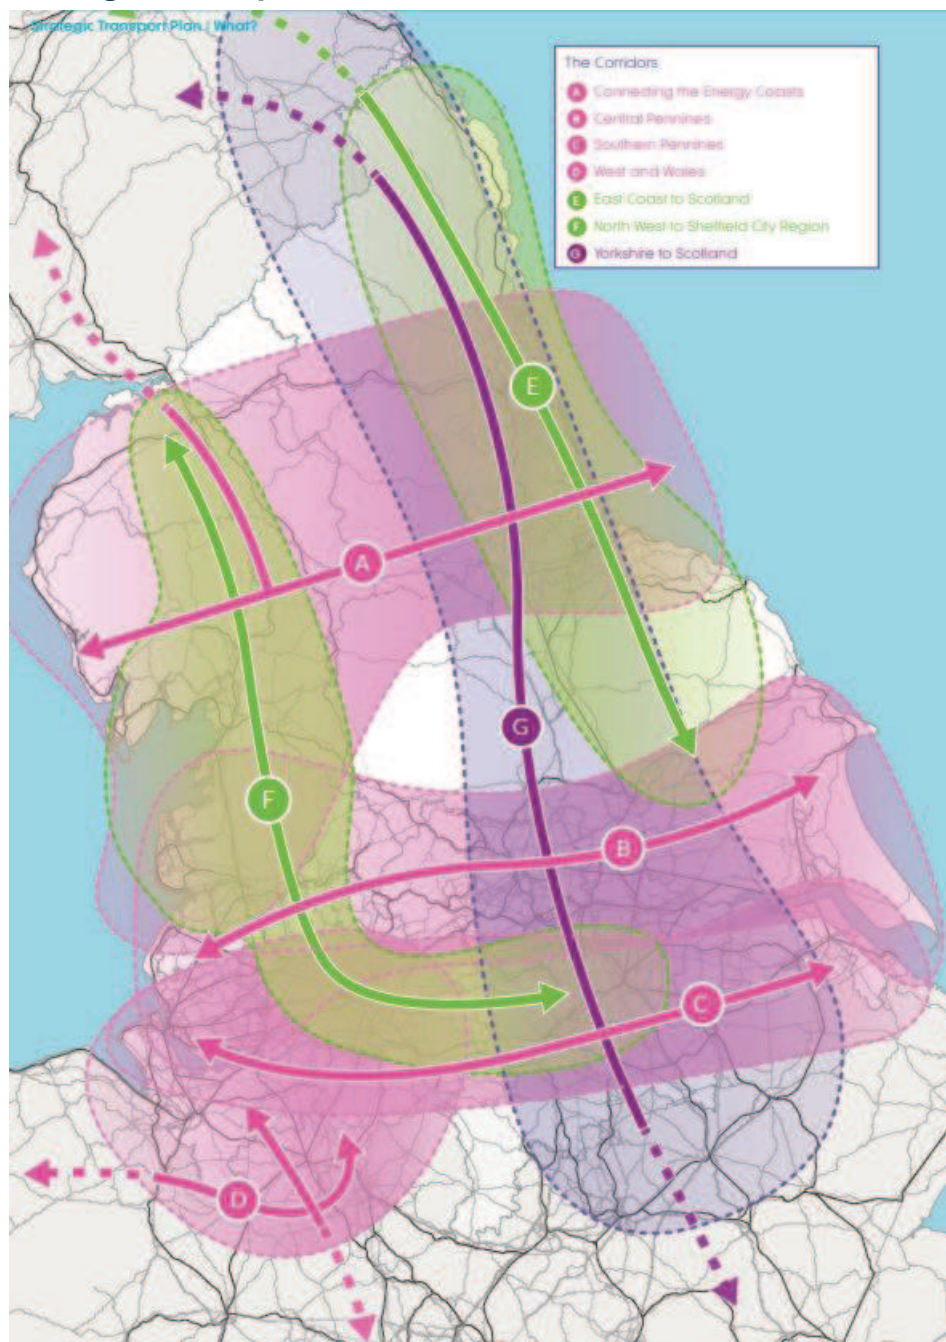 Strategic Transport Plan | What?
The Corridors
A Connecting the Energy Coasts
B Central Pennines
C Southern Pennines
D West and Wales
E East Coast to Scotland
F North West to Sheffield City Region
G Yorkshire to Scotland
E
A
G
F
B
C
D